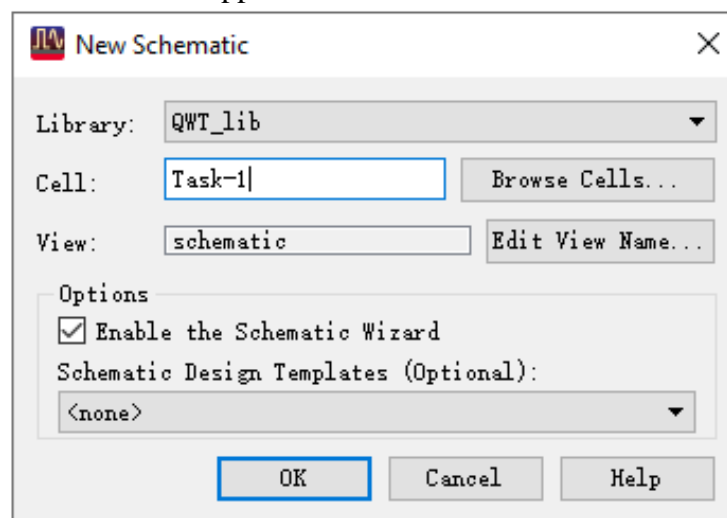 New Schematic
Library: QWT_lib
Cell: Task-1 Browse Cells...
View: schematic Edit View Name...
Options
Enable the Schematic Wizard
Schematic Design Templates (Optional):
<none>
OK Cancel Help